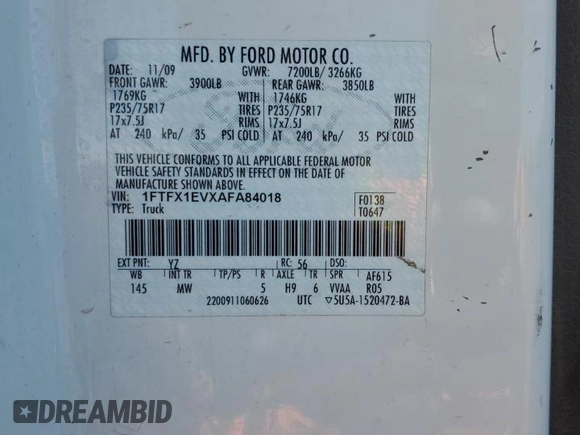 MFD. BY FORD MOTOR CO.
DATE: 11/09 GVWR: 7200LB/ 3266KG
FRONT GAWR: 3900LB REAR GAWR: 3850LB
1769KG WITH 1746KG WITH
P235/75R17 TIRES P235/75R17 TIRES
17x7.5J RIMS 17x7.5J RIMS
AT 240 kPa/ 35 PSI COLD AT 240 kPa/ 35 PSI COLD
THIS VEHICLE CONFORMS TO ALL APPLICABLE FEDERAL MOTOR
VEHICLE SAFETY STANDARDS IN EFFECT ON THE DATE OF
MANUFACTURE SHOWN ABOVE.
VIN: 1FTFX1EVXAFA84018 F0138
TYPE: Truck T0647
EXT PNT: YZ RC: 56 DSO:
WB INT TR TP/PS R AXLE TR SPR AF615
145 MW 5 H9 6 VVAA R05
2200911060626 UTC ▽5U5A-1520472-BA
DREAMBID